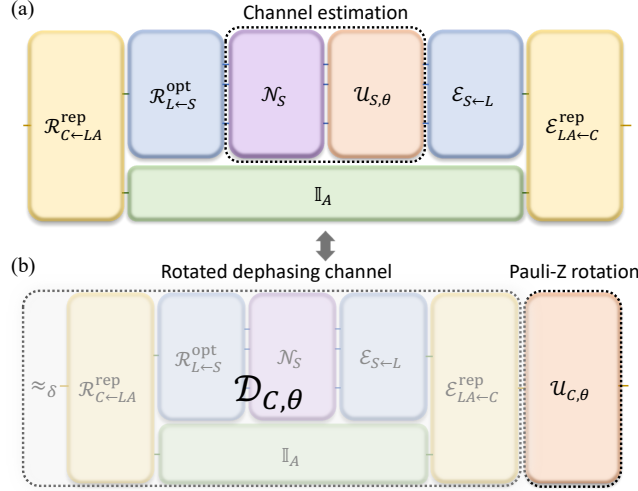 (a)
Channel estimation
ℛ^rep_{C←LA}
ℛ^opt_{L←S}
𝒩_S
𝒰_{S,θ}
ℰ_{S←L}
ℰ^rep_{LA←C}
𝕀_A
(b)
Rotated dephasing channel
Pauli-Z rotation
≈_δ
ℛ^rep_{C←LA}
ℛ^opt_{L←S}
𝒩_S
ℰ_{S←L}
ℰ^rep_{LA←C}
𝒟_{C,θ}
𝒰_{C,θ}
𝕀_A